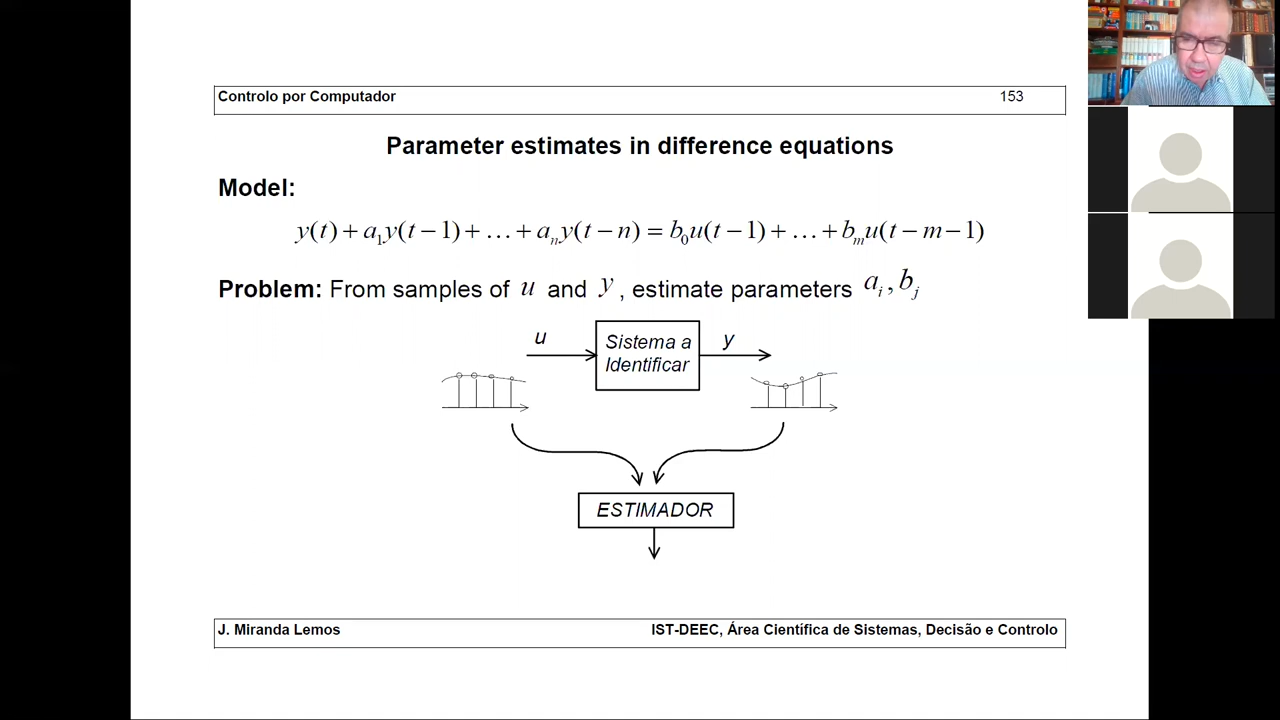 Controlo por Computador 153
Parameter estimates in difference equations
Model:
y(t) + a₁y(t − 1) + … + aₙy(t − n) = b₀u(t − 1) + … + bₘu(t − m − 1)
Problem: From samples of u and y , estimate parameters aᵢ, bⱼ
u
Sistema a
Identificar
y
ESTIMADOR
J. Miranda Lemos IST-DEEC, Área Científica de Sistemas, Decisão e Controlo